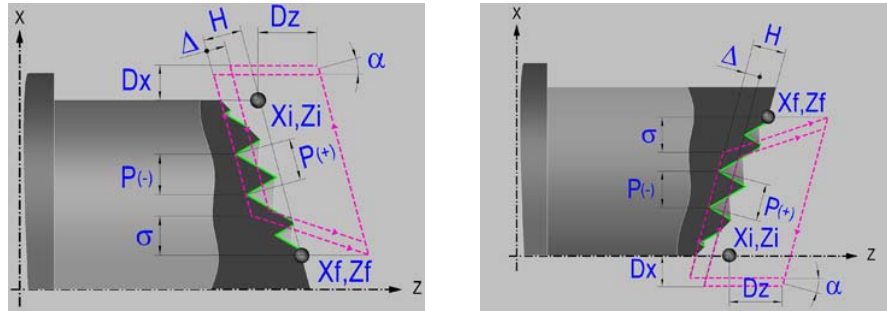 X
H
Dz
Δ
α
Dx
Xi,Zi
P(+)
P(-)
σ
Xf,Zf
Z
X
H
Δ
Xf,Zf
σ
P(-)
P(+)
Xi,Zi
Z
Dx
Dz
α